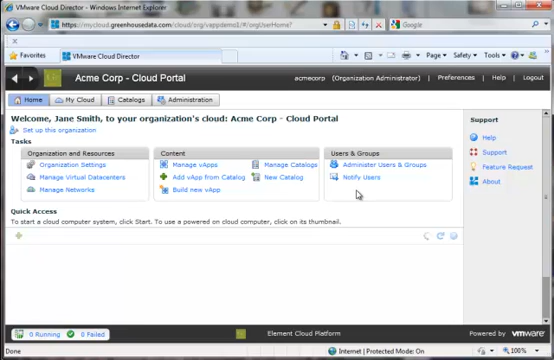 VMware Cloud Director - Windows Internet Explorer
https://mycloud.greenhousedata.com/cloud/org/vappdemo1/#/orgUserHome?
Google
Favorites
VMware Cloud Director
Page
Safety
Tools
Acme Corp - Cloud Portal
acmecorp (Organization Administrator)
Preferences
Help
Logout
Home
My Cloud
Catalogs
Administration
Welcome, Jane Smith, to your organization's cloud: Acme Corp - Cloud Portal
Set up this organization
Tasks
Organization and Resources
Organization Settings
Manage Virtual Datacenters
Manage Networks
Content
Manage vApps
Manage Catalogs
Add vApp from Catalog
New Catalog
Build new vApp
Users & Groups
Administer Users & Groups
Notify Users
Support
Help
Support
Feature Request
About
Quick Access
To start a cloud computer system, click Start. To use a powered on cloud computer, click on its thumbnail.
0 Running
0 Failed
Element Cloud Platform
Powered by vmware
Done
Internet | Protected Mode: On
100%